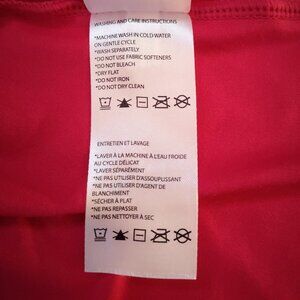 WASHING AND CARE INSTRUCTIONS
*MACHINE WASH IN COLD WATER
ON GENTLE CYCLE
*WASH SEPARATELY
*DO NOT USE FABRIC SOFTENERS
*DO NOT BLEACH
*DRY FLAT
*DO NOT IRON
*DO NOT DRY CLEAN
ENTRETIEN ET LAVAGE
*LAVER À LA MACHINE À L'EAU FROIDE
AU CYCLE DÉLICAT
*LAVER SÉPARÉMENT
*NE PAS UTILISER D'ASSOUPLISSANT
*NE PAS UTILISER D'AGENT DE
BLANCHIMENT
*SÉCHER À PLAT
*NE PAS REPASSER
*NE PAS NETTOYER À SEC